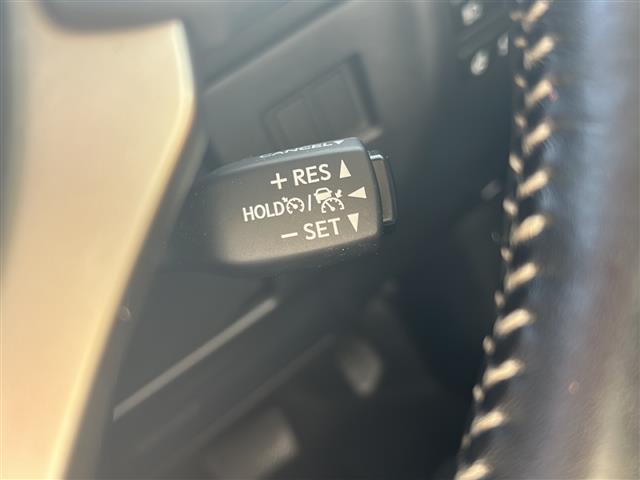 CANCEL
+ RES
HOLD /
− SET